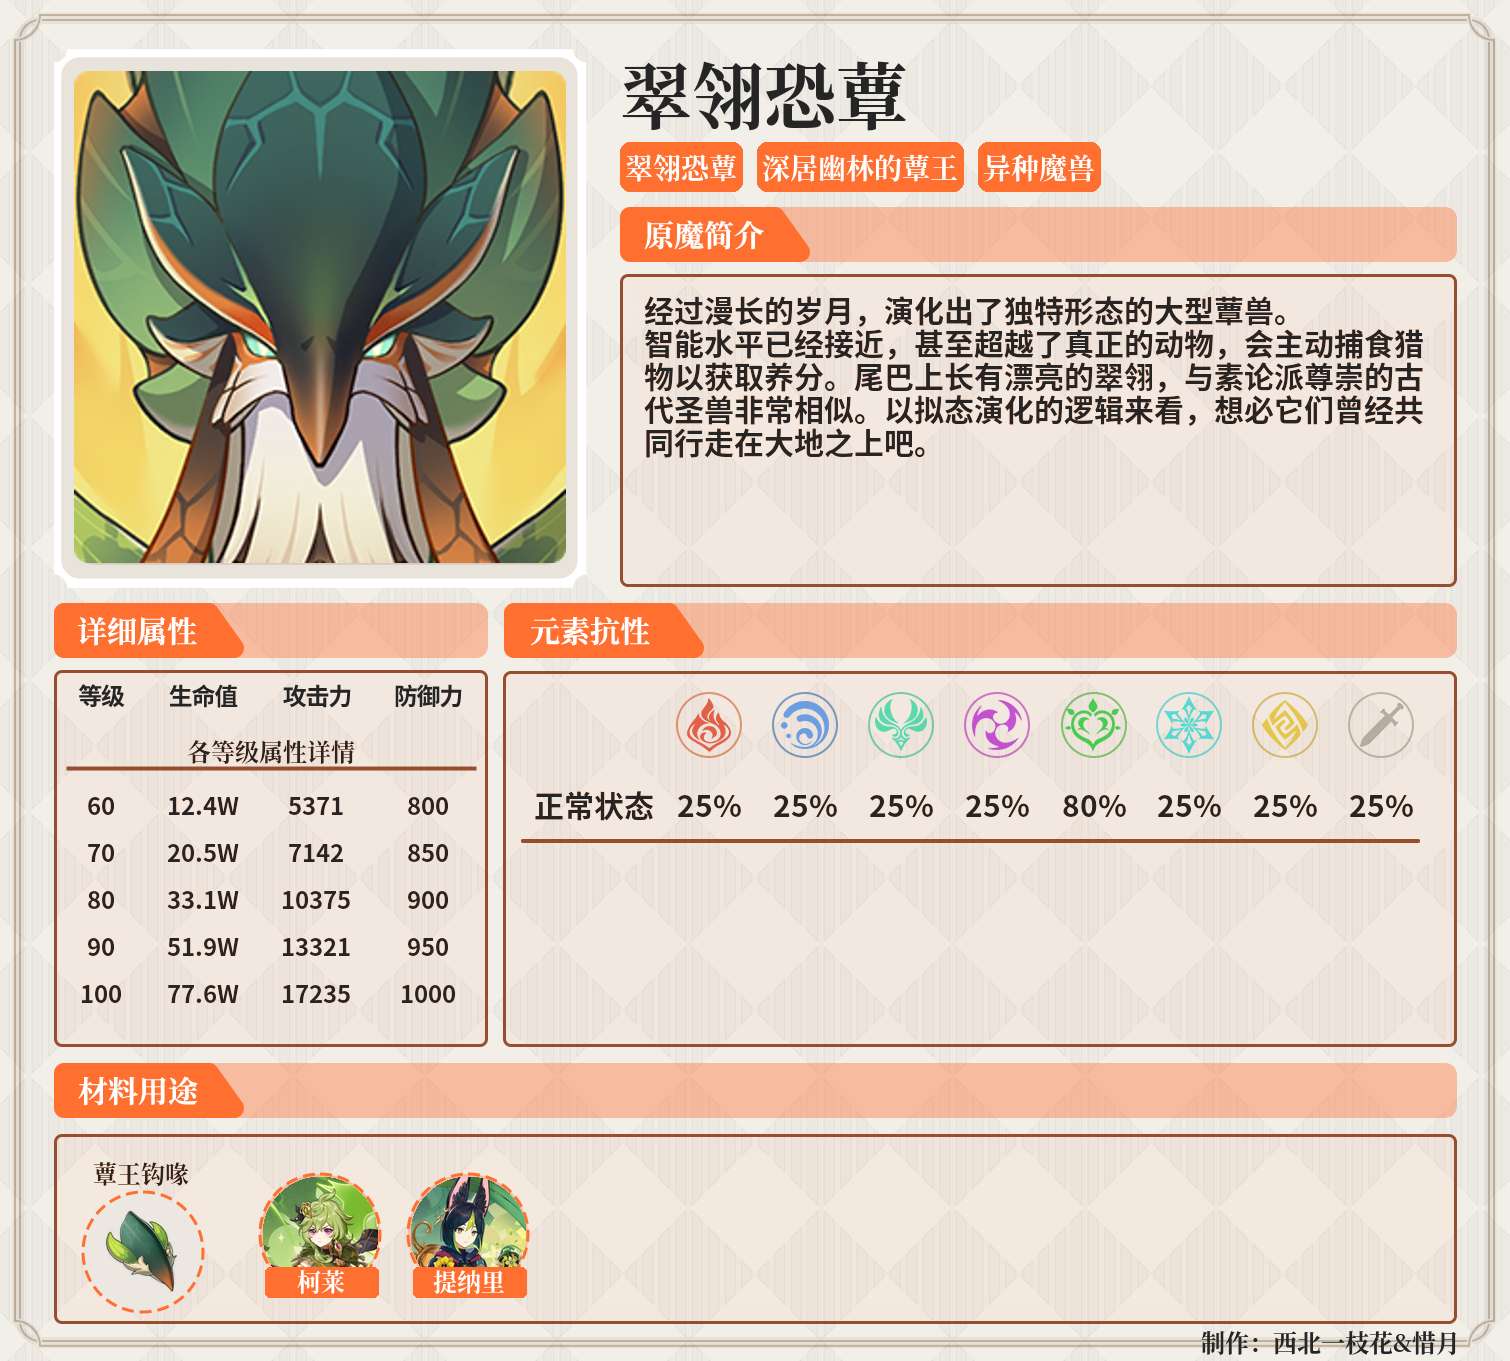 翠翎恐蕈
翠翎恐蕈 深居幽林的蕈王 异种魔兽
原魔简介
经过漫长的岁月，演化出了独特形态的大型蕈兽。
智能水平已经接近，甚至超越了真正的动物，会主动捕食猎
物以获取养分。尾巴上长有漂亮的翠翎，与素论派尊崇的古
代圣兽非常相似。以拟态演化的逻辑来看，想必它们曾经共
同行走在大地之上吧。
详细属性
等级 生命值 攻击力 防御力
各等级属性详情
60 12.4W 5371 800
70 20.5W 7142 850
80 33.1W 10375 900
90 51.9W 13321 950
100 77.6W 17235 1000
元素抗性
正常状态 25% 25% 25% 25% 80% 25% 25% 25%
材料用途
蕈王钩喙
柯莱 提纳里
制作：西北一枝花&惜月